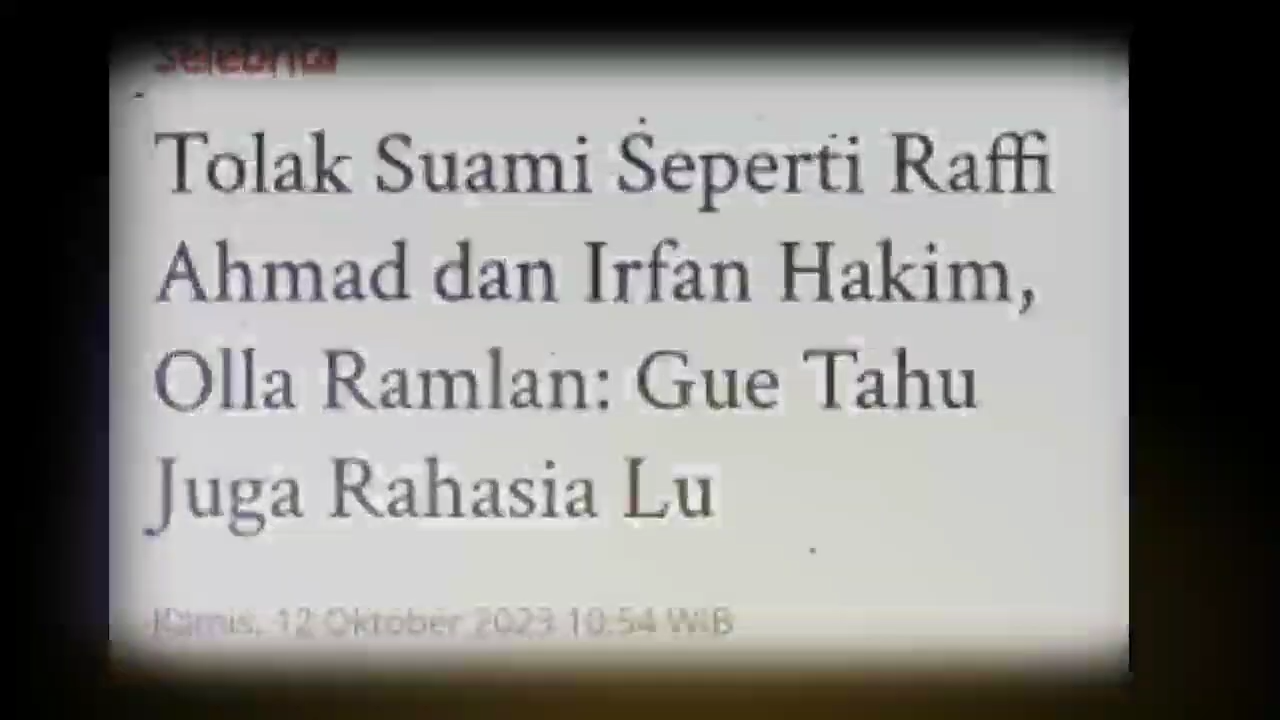 Selebrita
Tolak Suami Seperti Raffi
Ahmad dan Irfan Hakim,
Olla Ramlan: Gue Tahu
Juga Rahasia Lu
Kamis, 12 Oktober 2023 10:54 WIB